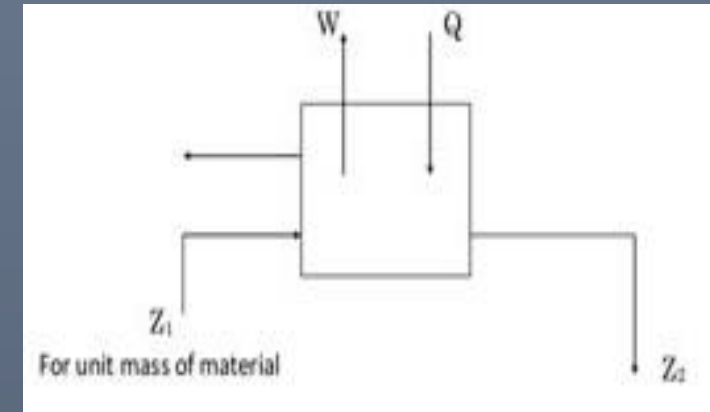 W Q
Z₁
For unit mass of material
Z₂